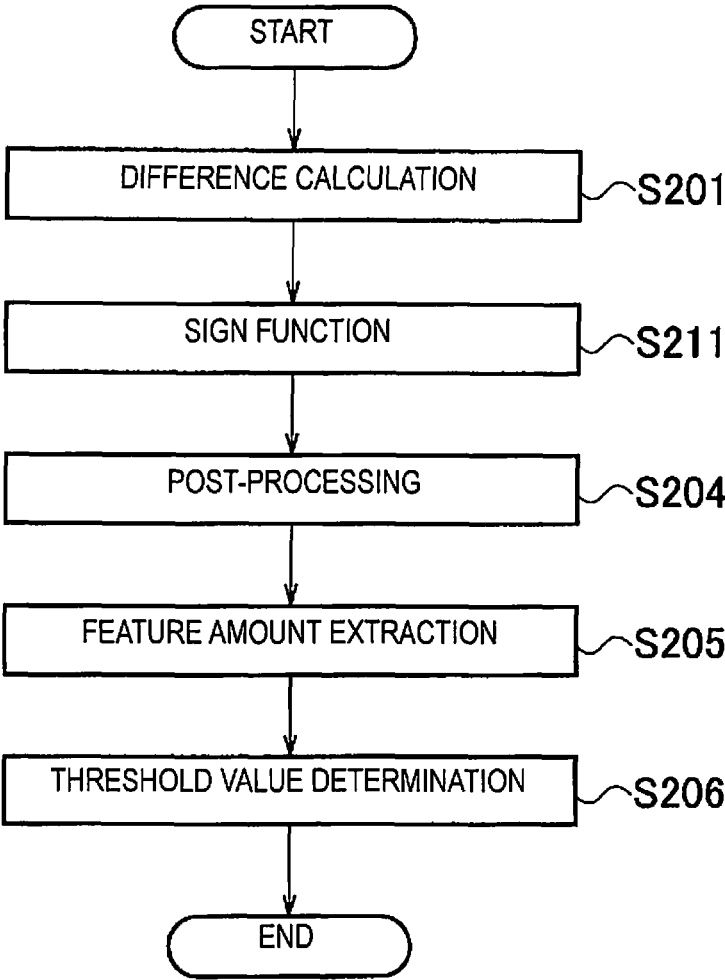 START
DIFFERENCE CALCULATION S201
SIGN FUNCTION S211
POST-PROCESSING S204
FEATURE AMOUNT EXTRACTION S205
THRESHOLD VALUE DETERMINATION S206
END